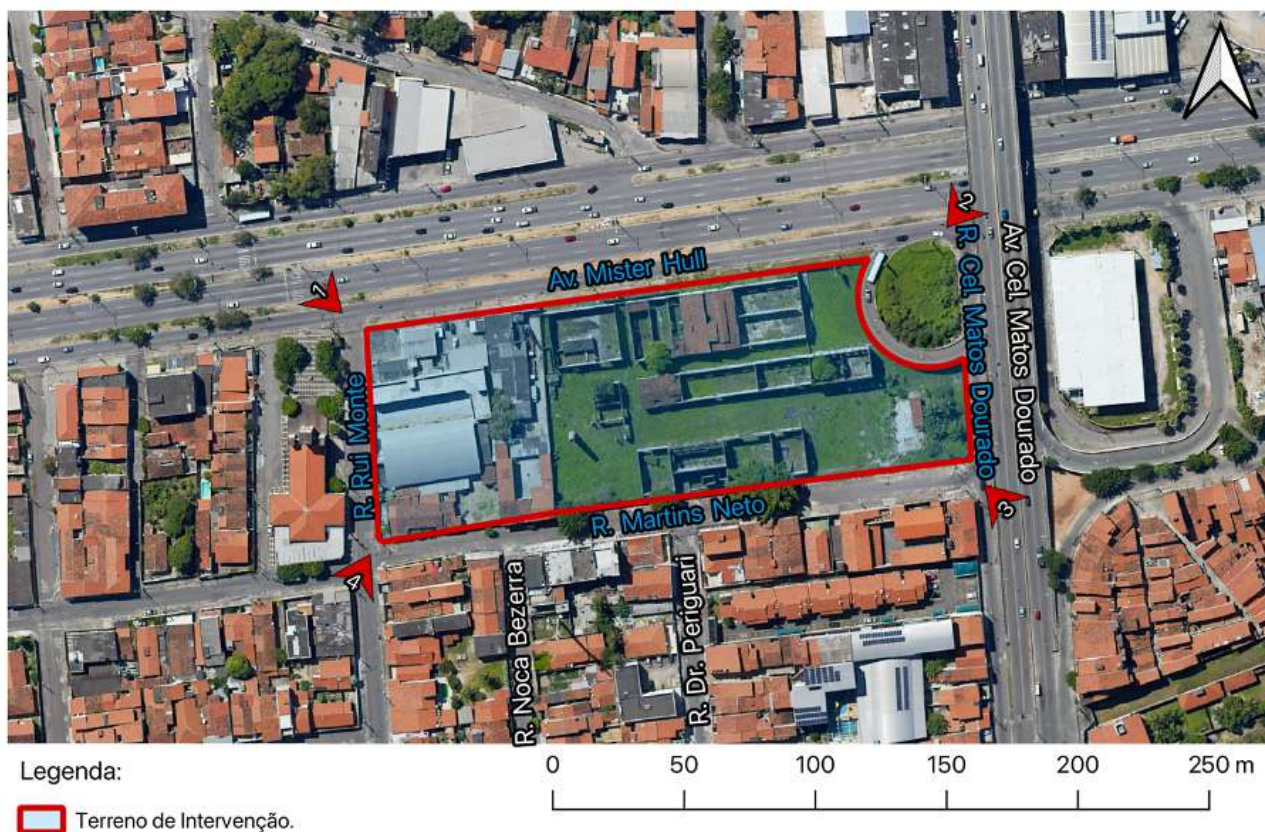 1
2
Av. Mister Hull
R. Cel. Matos Dourado
Av. Cel. Matos Dourado
R. Rui Monte
R. Martins Neto
3
4
R. Noca Bezerra
R. Dr. Periguari
Legenda:
0 50 100 150 200 250 m
Terreno de Intervenção.